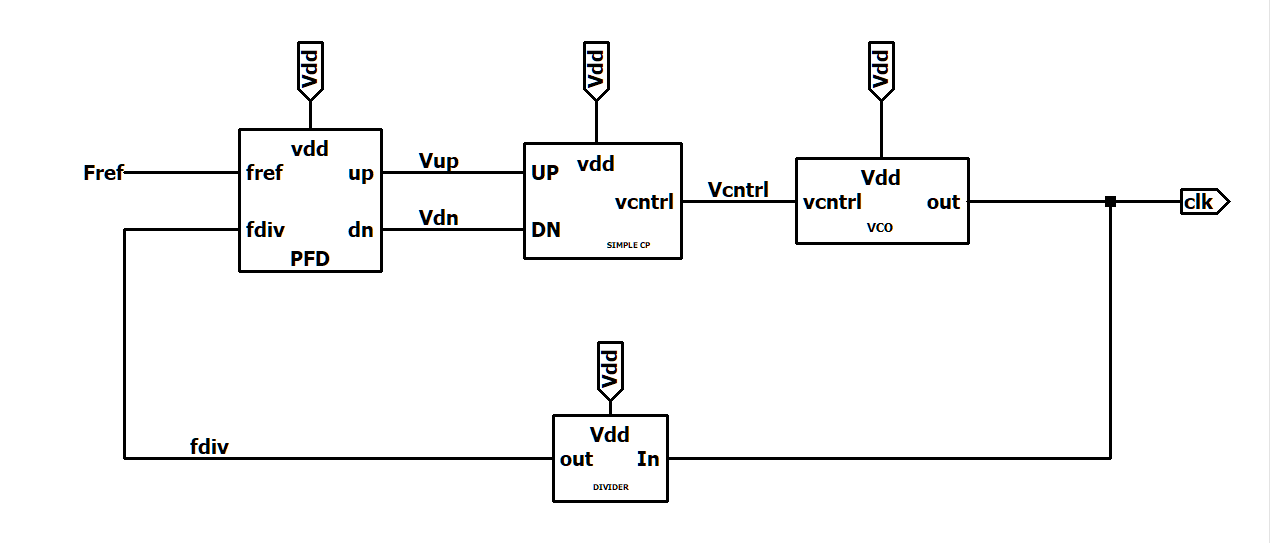 Vdd
Vdd
Vdd
vdd
Fref
fref
up
Vup
fdiv
dn
Vdn
PFD
UP
vdd
vcntrl
DN
SIMPLE CP
Vcntrl
Vdd
vcntrl
out
VCO
clk
Vdd
Vdd
fdiv
out
In
DIVIDER